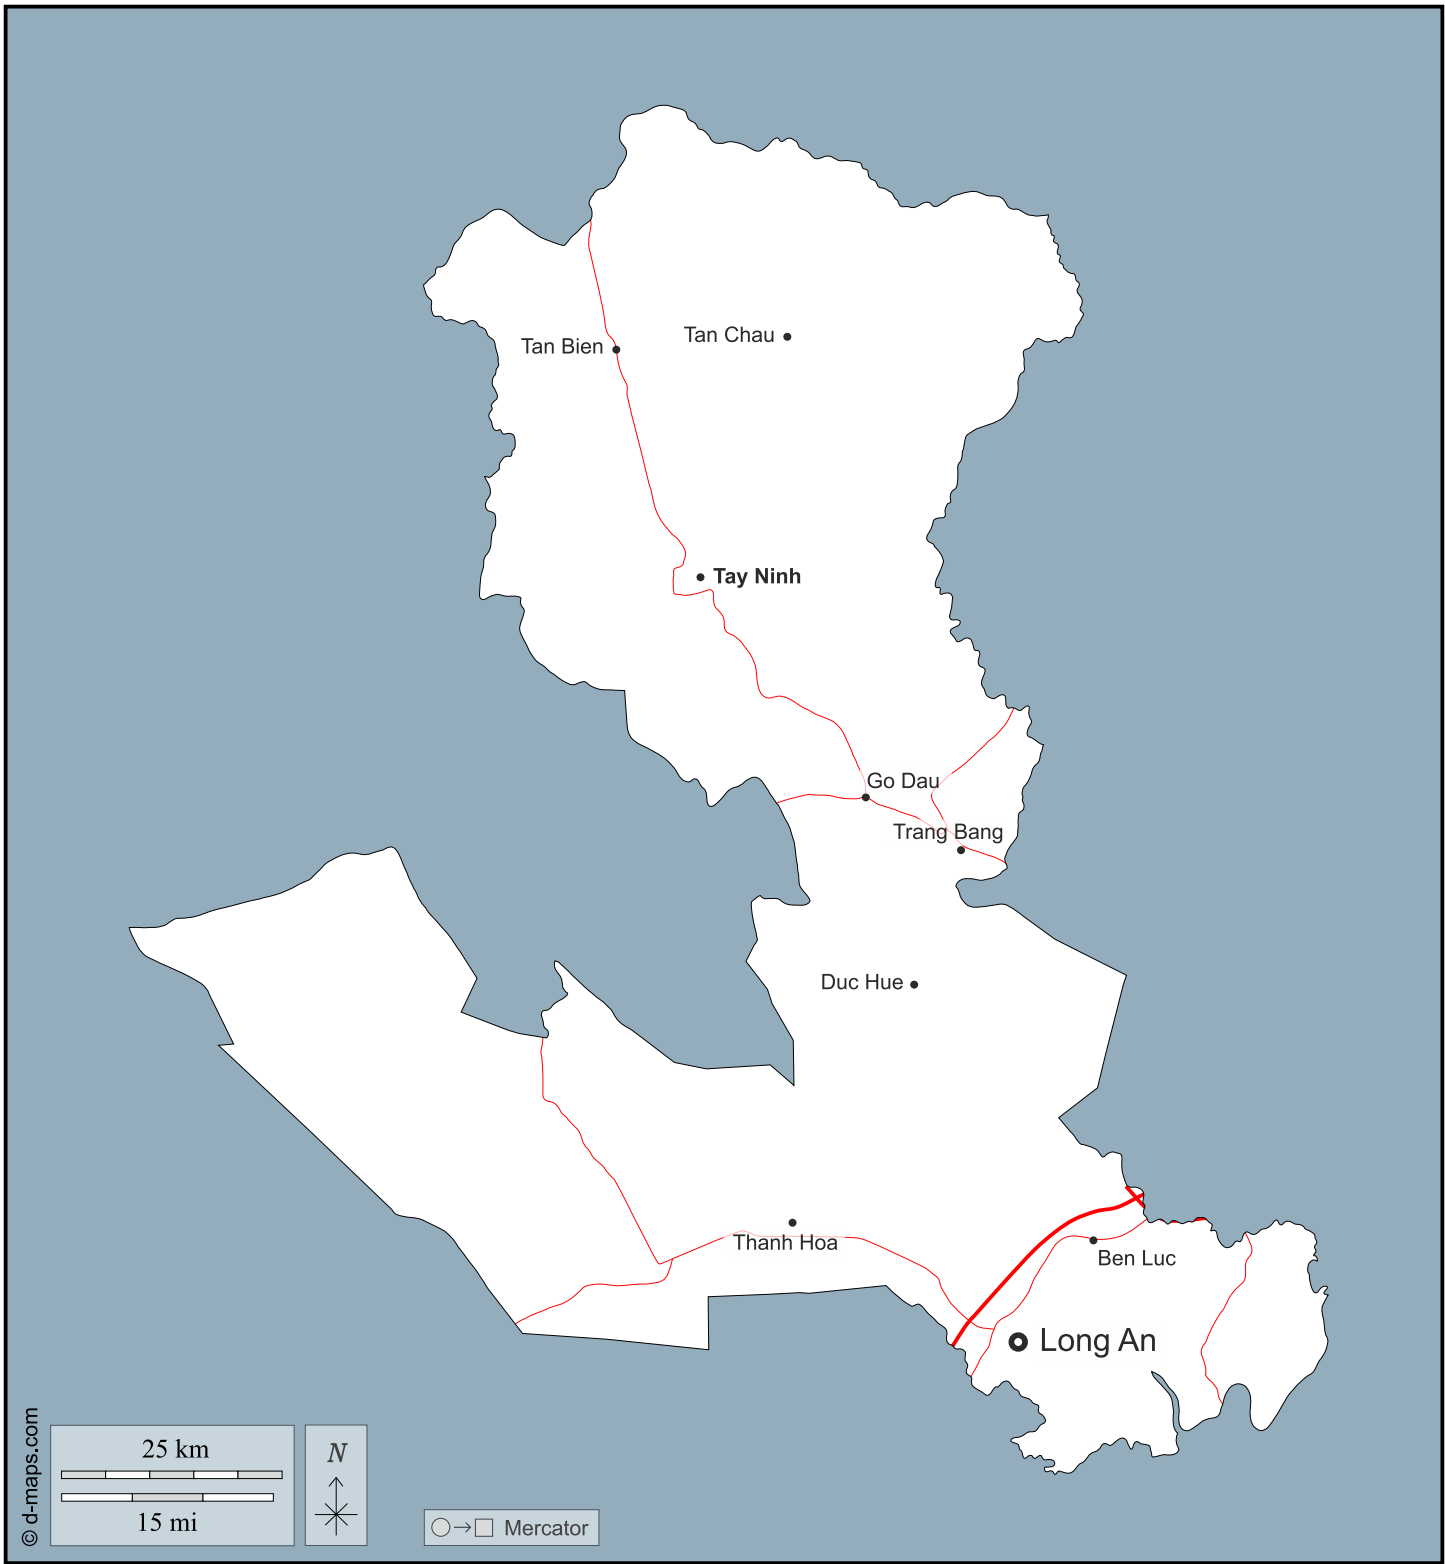 Tan Chau
Tan Bien
Tay Ninh
Go Dau
Trang Bang
Duc Hue
Thanh Hoa
Ben Luc
Long An
© d-maps.com
25 km
15 mi
N
Mercator